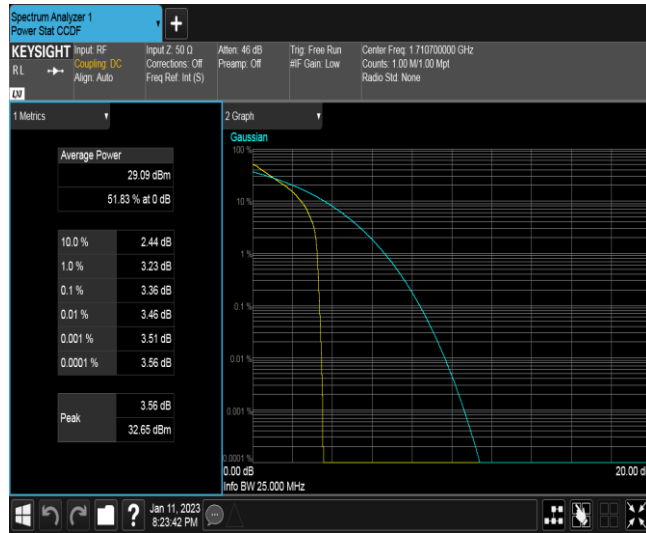 Spectrum Analyzer 1
Power Stat CCDF
+
KEYSIGHT
RL
LXI
Input: RF
Coupling: DC
Align: Auto
Input Z: 50 Ω
Corrections: Off
Freq Ref: Int (S)
Atten: 46 dB
Preamp: Off
Trig: Free Run
#IF Gain: Low
Center Freq: 1.710700000 GHz
Counts: 1.00 M/1.00 Mpt
Radio Std: None
1 Metrics
Average Power
29.09 dBm
51.83 % at 0 dB
10.0 % 2.44 dB
1.0 % 3.23 dB
0.1 % 3.36 dB
0.01 % 3.46 dB
0.001 % 3.51 dB
0.0001 % 3.56 dB
Peak
3.56 dB
32.65 dBm
2 Graph
Gaussian
100 %
10 %
1 %
0.1 %
0.01 %
0.001 %
0.0001 %
0.00 dB
20.00 d
Info BW 25.000 MHz
?
Jan 11, 2023
8:23:42 PM